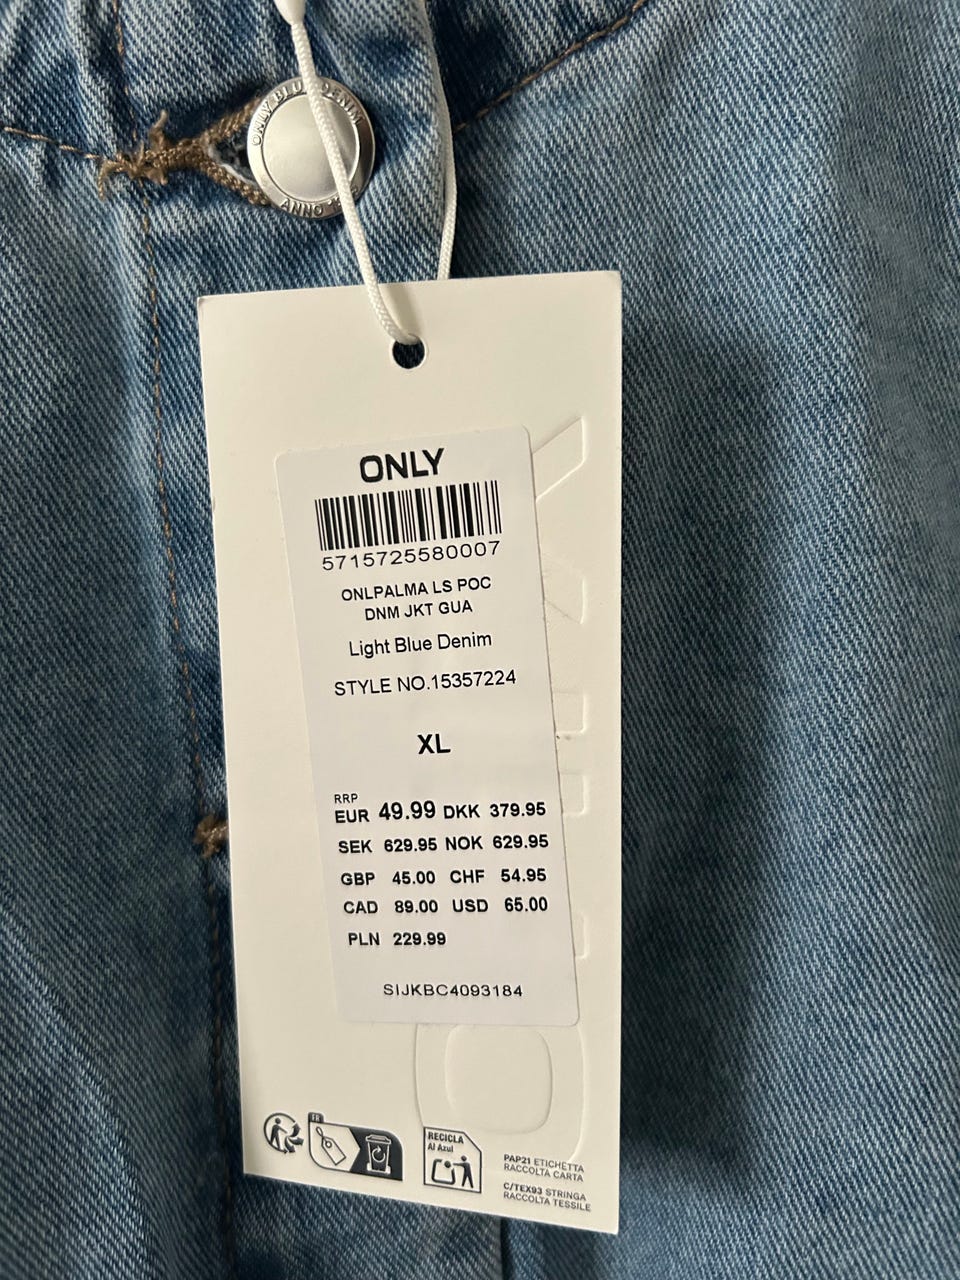 ONLY BLUE DENIM
ANNO
ONLY
5715725580007
ONLPALMA LS POC
DNM JKT GUA
Light Blue Denim
STYLE NO.15357224
XL
RRP
EUR 49.99 DKK 379.95
SEK 629.95 NOK 629.95
GBP 45.00 CHF 54.95
CAD 89.00 USD 65.00
PLN 229.99
SIJKBC4093184
FR
RECICLA
Al Azul
PAP21 ETICHETTA
RACCOLTA CARTA
C/TEX93 STRINGA
RACCOLTA TESSILE